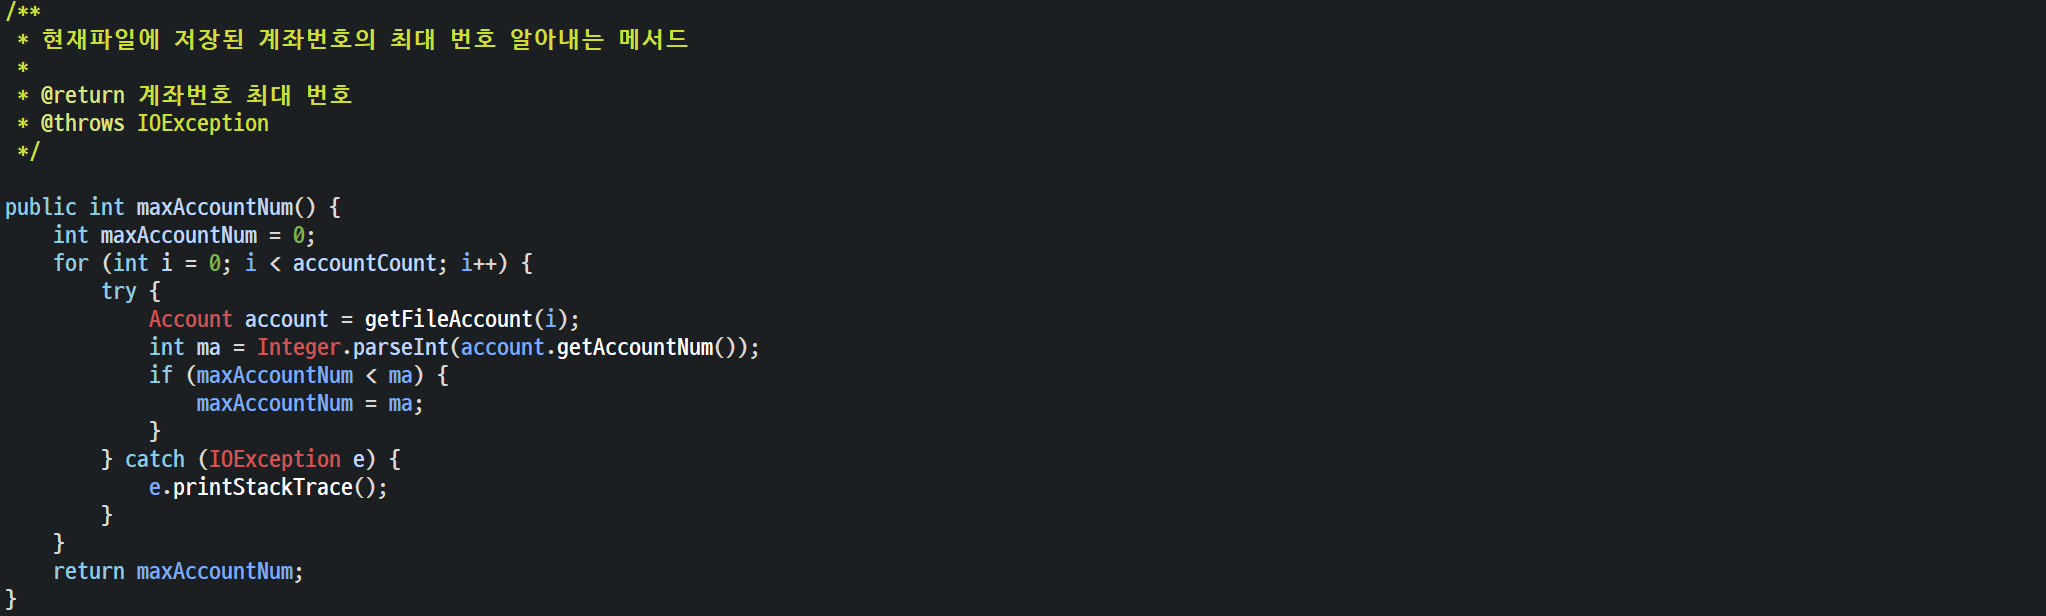 /**
 * 현재파일에 저장된 계좌번호의 최대 번호 알아내는 메서드
 *
 * @return 계좌번호 최대 번호
 * @throws IOException
 */
public int maxAccountNum() {
    int maxAccountNum = 0;
    for (int i = 0; i < accountCount; i++) {
        try {
            Account account = getFileAccount(i);
            int ma = Integer.parseInt(account.getAccountNum());
            if (maxAccountNum < ma) {
                maxAccountNum = ma;
            }
        } catch (IOException e) {
            e.printStackTrace();
        }
    }
    return maxAccountNum;
}